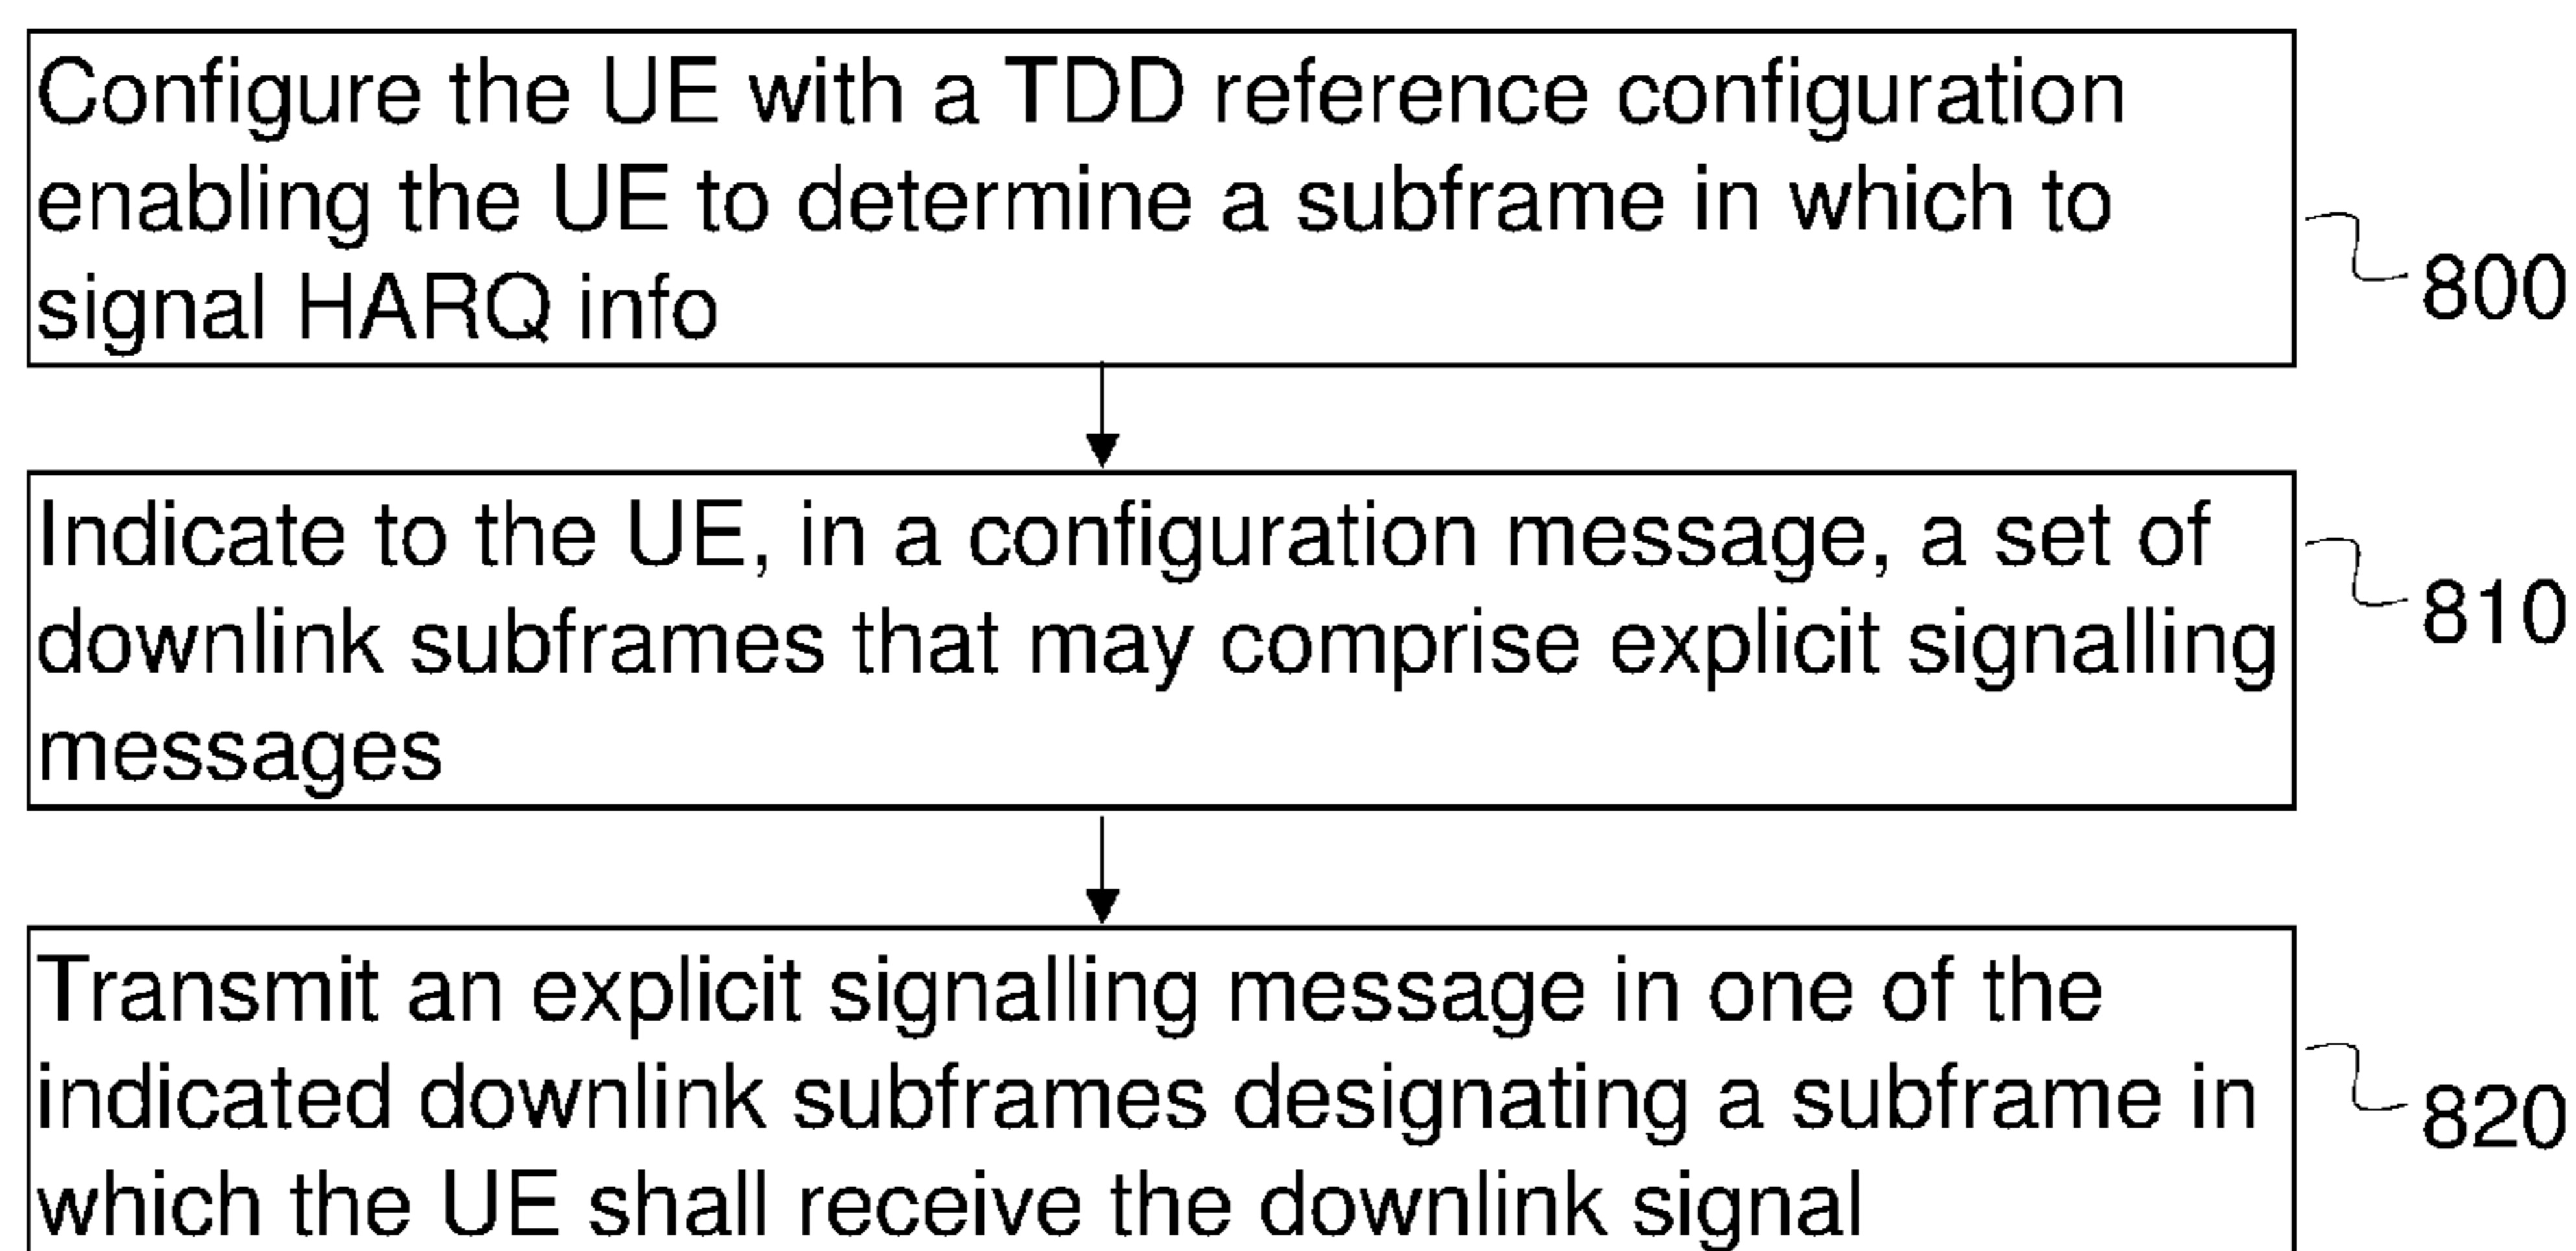 Configure the UE with a TDD reference configuration
enabling the UE to determine a subframe in which to
signal HARQ info
800
Indicate to the UE, in a configuration message, a set of
downlink subframes that may comprise explicit signalling
messages
810
Transmit an explicit signalling message in one of the
indicated downlink subframes designating a subframe in
which the UE shall receive the downlink signal
820